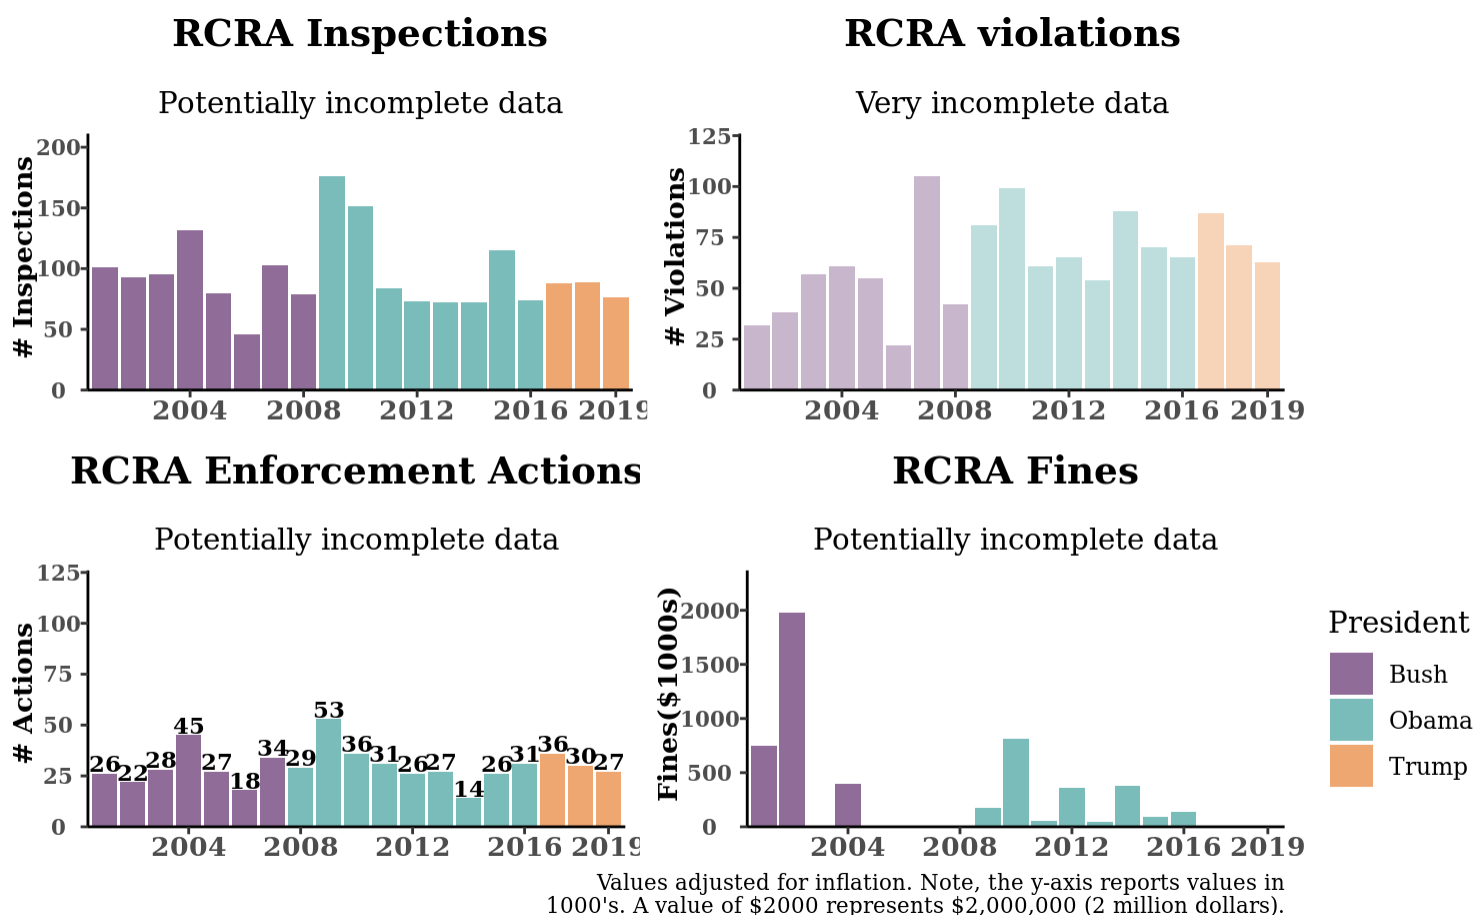 RCRA Inspections
Potentially incomplete data
# Inspections
200
150
100
50
0
2004 2008 2012 2016 2019
RCRA violations
Very incomplete data
# Violations
125
100
75
50
25
0
2004 2008 2012 2016 2019
RCRA Enforcement Actions
Potentially incomplete data
# Actions
125
100
75
50
25
0
26 22 28 45 27 18 34 29 53 36 31 26 27 14 26 31 36 30 27
2004 2008 2012 2016 2019
RCRA Fines
Potentially incomplete data
Fines($1000s)
2000
1500
1000
500
0
2004 2008 2012 2016 2019
President
Bush
Obama
Trump
Values adjusted for inflation. Note, the y-axis reports values in
1000's. A value of $2000 represents $2,000,000 (2 million dollars).